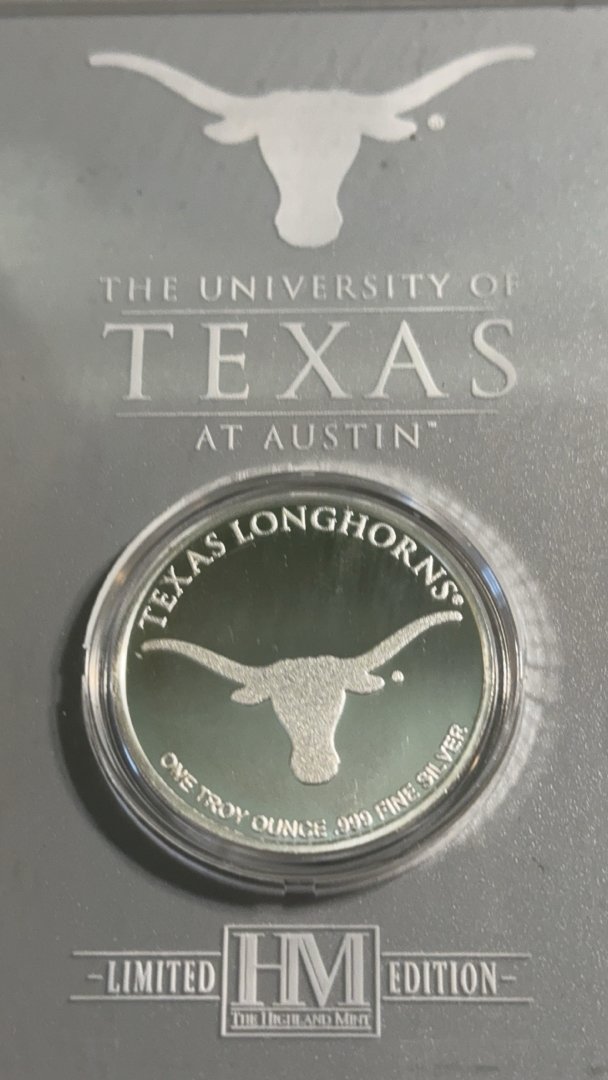 ®
THE UNIVERSITY OF
TEXAS
AT AUSTIN™
TEXAS LONGHORNS®
®
ONE TROY OUNCE .999 FINE SILVER
-LIMITED HM EDITION-
THE HIGHLAND MINT